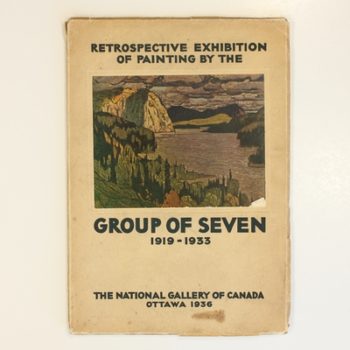 RETROSPECTIVE EXHIBITION
OF PAINTING BY THE
GROUP OF SEVEN
1919-1933
THE NATIONAL GALLERY OF CANADA
OTTAWA 1936